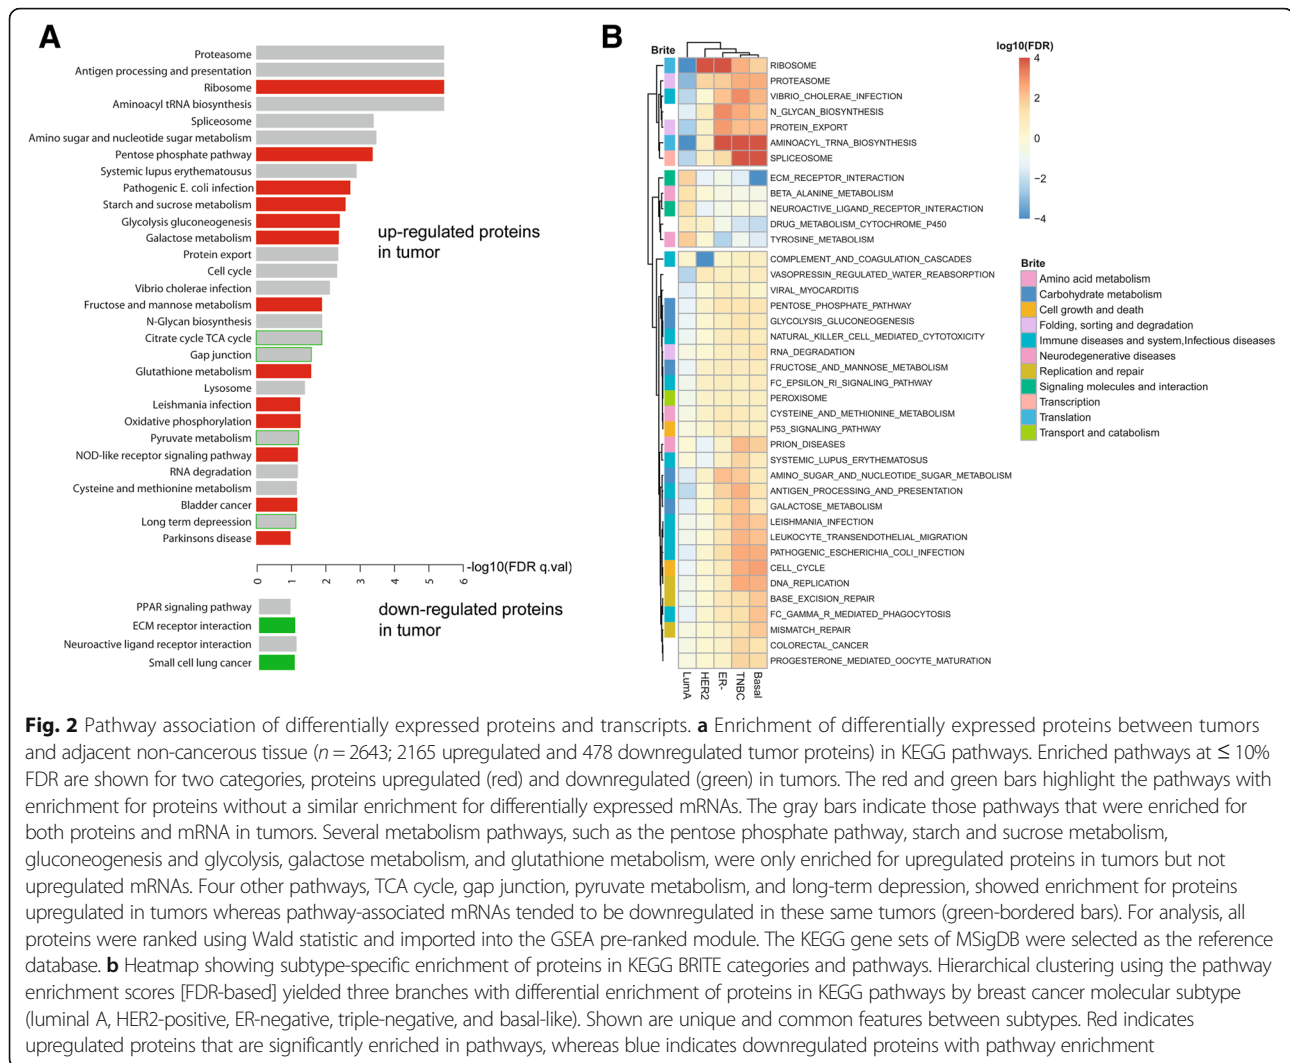 A
Proteasome
Antigen processing and presentation
Ribosome
Aminoacyl tRNA biosynthesis
Spliceosome
Amino sugar and nucleotide sugar metabolism
Pentose phosphate pathway
Systemic lupus erythematousus
Pathogenic E. coli infection
Starch and sucrose metabolism
Glycolysis gluconeogenesis
Galactose metabolism
Protein export
Cell cycle
Vibrio cholerae infection
Fructose and mannose metabolism
N-Glycan biosynthesis
Citrate cycle TCA cycle
Gap junction
Glutathione metabolism
Lysosome
Leishmania infection
Oxidative phosphorylation
Pyruvate metabolism
NOD-like receptor signaling pathway
RNA degradation
Cysteine and methionine metabolism
Bladder cancer
Long term depreession
Parkinsons disease
up-regulated proteins
in tumor
0 1 2 3 4 5 6
-log10(FDR q.val)
PPAR signaling pathway
ECM receptor interaction
Neuroactive ligand receptor interaction
Small cell lung cancer
down-regulated proteins
in tumor
B
Brite
RIBOSOME
PROTEASOME
VIBRIO_CHOLERAE_INFECTION
N_GLYCAN_BIOSYNTHESIS
PROTEIN_EXPORT
AMINOACYL_TRNA_BIOSYNTHESIS
SPLICEOSOME
ECM_RECEPTOR_INTERACTION
BETA_ALANINE_METABOLISM
NEUROACTIVE_LIGAND_RECEPTOR_INTERACTION
DRUG_METABOLISM_CYTOCHROME_P450
TYROSINE_METABOLISM
COMPLEMENT_AND_COAGULATION_CASCADES
VASOPRESSIN_REGULATED_WATER_REABSORPTION
VIRAL_MYOCARDITIS
PENTOSE_PHOSPHATE_PATHWAY
GLYCOLYSIS_GLUCONEOGENESIS
NATURAL_KILLER_CELL_MEDIATED_CYTOTOXICITY
RNA_DEGRADATION
FRUCTOSE_AND_MANNOSE_METABOLISM
FC_EPSILON_RI_SIGNALING_PATHWAY
PEROXISOME
CYSTEINE_AND_METHIONINE_METABOLISM
P53_SIGNALING_PATHWAY
PRION_DISEASES
SYSTEMIC_LUPUS_ERYTHEMATOSUS
AMINO_SUGAR_AND_NUCLEOTIDE_SUGAR_METABOLISM
ANTIGEN_PROCESSING_AND_PRESENTATION
GALACTOSE_METABOLISM
LEISHMANIA_INFECTION
LEUKOCYTE_TRANSENDOTHELIAL_MIGRATION
PATHOGENIC_ESCHERICHIA_COLI_INFECTION
CELL_CYCLE
DNA_REPLICATION
BASE_EXCISION_REPAIR
FC_GAMMA_R_MEDIATED_PHAGOCYTOSIS
MISMATCH_REPAIR
COLORECTAL_CANCER
PROGESTERONE_MEDIATED_OOCYTE_MATURATION
LumA HER2 ER- TNBC Basal
log10(FDR)
4
2
0
−2
−4
Brite
Amino acid metabolism
Carbohydrate metabolism
Cell growth and death
Folding, sorting and degradation
Immune diseases and system,Infectious diseases
Neurodegenerative diseases
Replication and repair
Signaling molecules and interaction
Transcription
Translation
Transport and catabolism
Fig. 2 Pathway association of differentially expressed proteins and transcripts. a Enrichment of differentially expressed proteins between tumors
and adjacent non-cancerous tissue (n = 2643; 2165 upregulated and 478 downregulated tumor proteins) in KEGG pathways. Enriched pathways at ≤ 10%
FDR are shown for two categories, proteins upregulated (red) and downregulated (green) in tumors. The red and green bars highlight the pathways with
enrichment for proteins without a similar enrichment for differentially expressed mRNAs. The gray bars indicate those pathways that were enriched for
both proteins and mRNA in tumors. Several metabolism pathways, such as the pentose phosphate pathway, starch and sucrose metabolism,
gluconeogenesis and glycolysis, galactose metabolism, and glutathione metabolism, were only enriched for upregulated proteins in tumors but not
upregulated mRNAs. Four other pathways, TCA cycle, gap junction, pyruvate metabolism, and long-term depression, showed enrichment for proteins
upregulated in tumors whereas pathway-associated mRNAs tended to be downregulated in these same tumors (green-bordered bars). For analysis, all
proteins were ranked using Wald statistic and imported into the GSEA pre-ranked module. The KEGG gene sets of MSigDB were selected as the reference
database. b Heatmap showing subtype-specific enrichment of proteins in KEGG BRITE categories and pathways. Hierarchical clustering using the pathway
enrichment scores [FDR-based] yielded three branches with differential enrichment of proteins in KEGG pathways by breast cancer molecular subtype
(luminal A, HER2-positive, ER-negative, triple-negative, and basal-like). Shown are unique and common features between subtypes. Red indicates
upregulated proteins that are significantly enriched in pathways, whereas blue indicates downregulated proteins with pathway enrichment